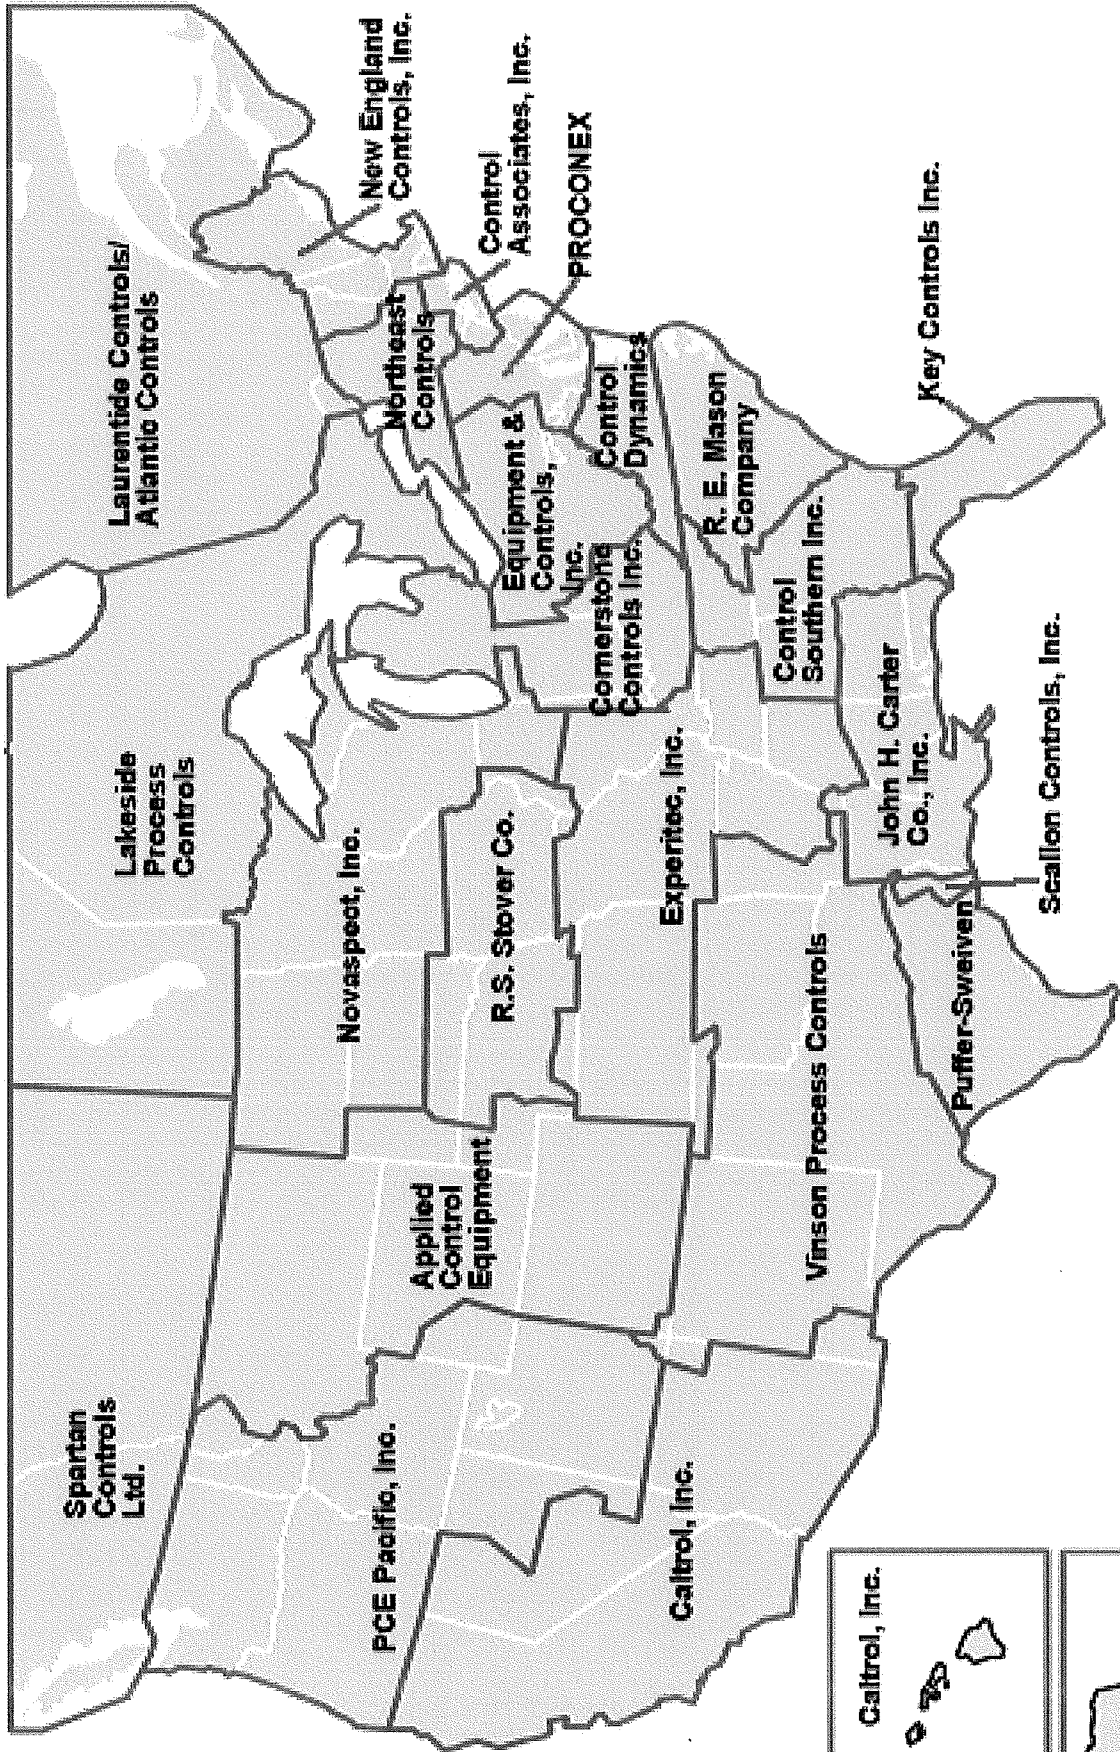 Spartan
Controls
Ltd.
Lakeside
Process
Controls
Laurentide Controls/
Atlantic Controls
PCE Pacific, Inc.
Applied
Control
Equipment
Novaspect, Inc.
R.S. Stover Co.
Northeast
Controls
New England
Controls, Inc.
Control
Associates, Inc.
PROCONEX
Equipment &
Controls,
Inc.
Cornerstone
Controls Inc.
Control
Dynamics
Experitec, Inc.
R. E. Mason
Company
Caltrol, Inc.
Vinson Process Controls
Control
Southern Inc.
John H. Carter
Co., Inc.
Key Controls Inc.
Puffer-Sweiven
Scallon Controls, Inc.
Caltrol, Inc.